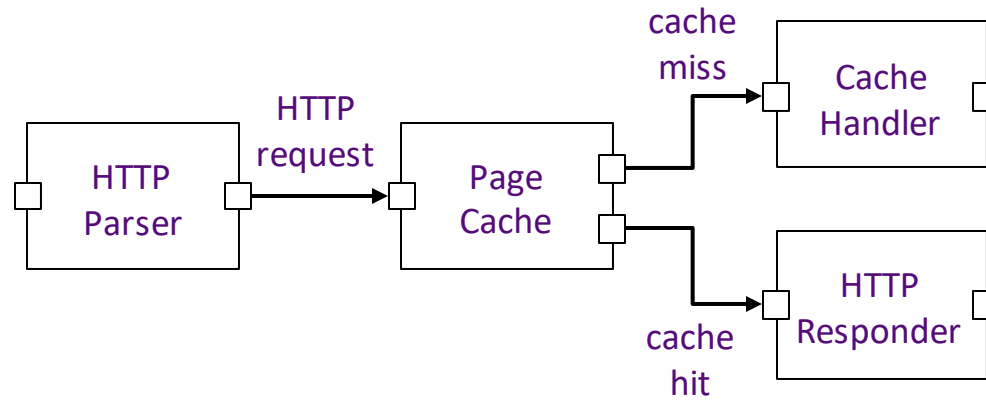 HTTP
Parser
HTTP
request
Page
Cache
cache
miss
Cache
Handler
cache
hit
HTTP
Responder